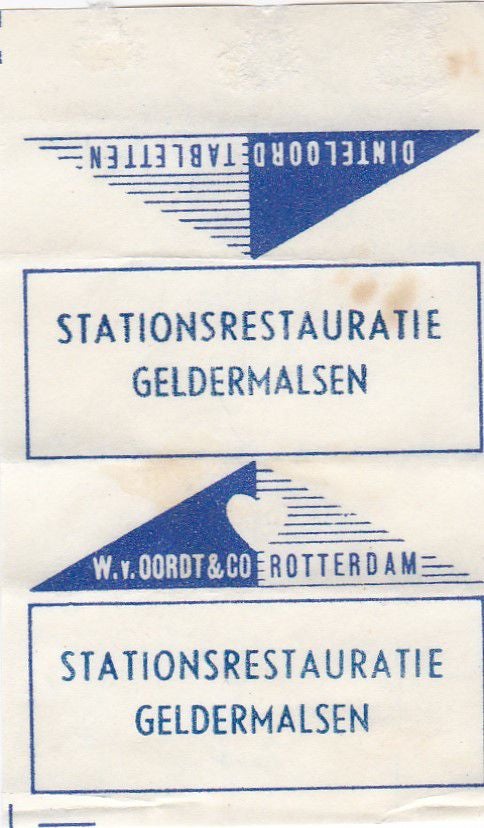 DINTELOORD TABLETTEN
STATIONSRESTAURATIE
GELDERMALSEN
W.v. OORDT & CO ROTTERDAM
STATIONSRESTAURATIE
GELDERMALSEN